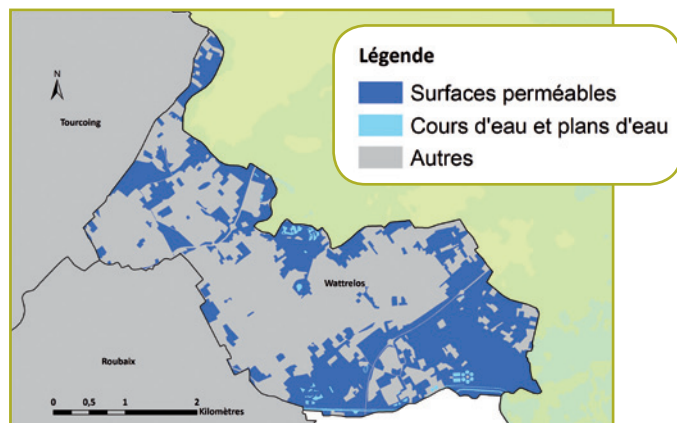 Légende
Surfaces perméables
Cours d'eau et plans d'eau
Autres
N
Tourcoing
Wattrelos
Roubaix
0 0,5 1 2
Kilomètres